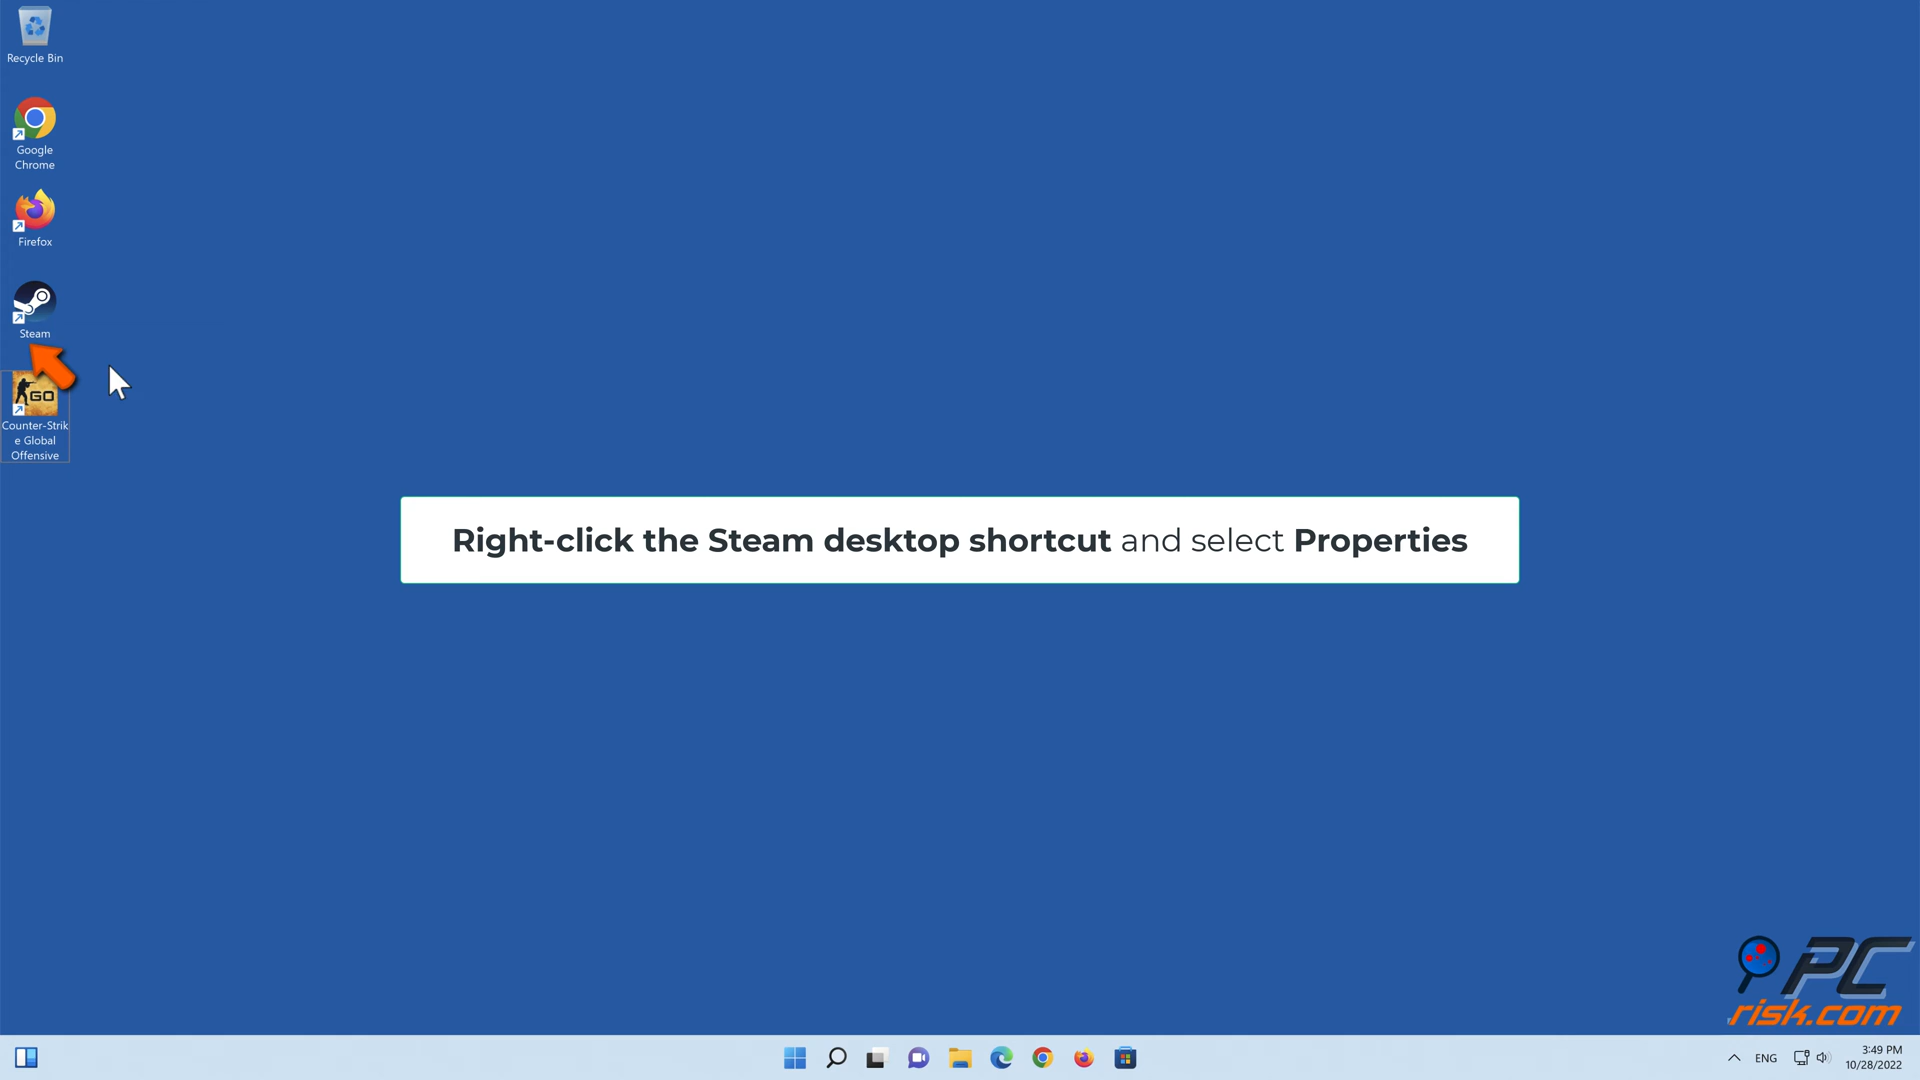 Recycle Bin
Google
Chrome
Firefox
Steam
GO
Counter-Strik
e Global
Offensive
Right-click the Steam desktop shortcut and select Properties
PC
risk.com
ENG
3:49 PM
10/28/2022